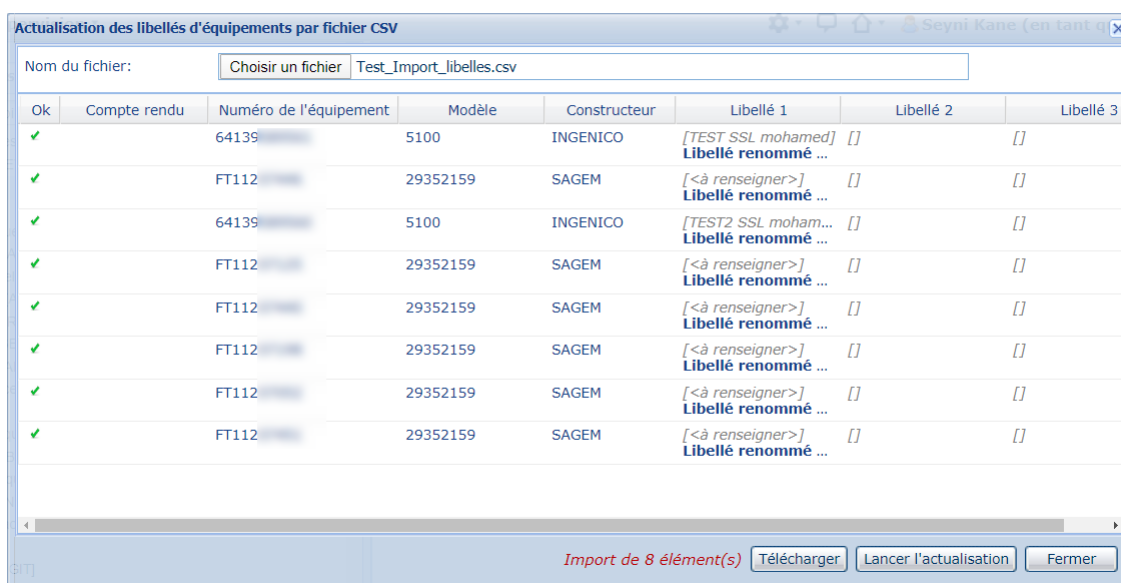 Actualisation des libellés d'équipements par fichier CSV
Seyni Kane (en tant q
Nom du fichier: Choisir un fichier Test_Import_libelles.csv
Ok Compte rendu Numéro de l'équipement Modèle Constructeur Libellé 1 Libellé 2 Libellé 3
64139 5100 INGENICO [TEST SSL mohamed] [] []
Libellé renommé ...
FT112 29352159 SAGEM [<à renseigner>] [] []
Libellé renommé ...
64139 5100 INGENICO [TEST2 SSL moham... [] []
Libellé renommé ...
FT112 29352159 SAGEM [<à renseigner>] [] []
Libellé renommé ...
FT112 29352159 SAGEM [<à renseigner>] [] []
Libellé renommé ...
FT112 29352159 SAGEM [<à renseigner>] [] []
Libellé renommé ...
FT112 29352159 SAGEM [<à renseigner>] [] []
Libellé renommé ...
FT112 29352159 SAGEM [<à renseigner>] [] []
Libellé renommé ...
Import de 8 élément(s) Télécharger Lancer l'actualisation Fermer
GIT]